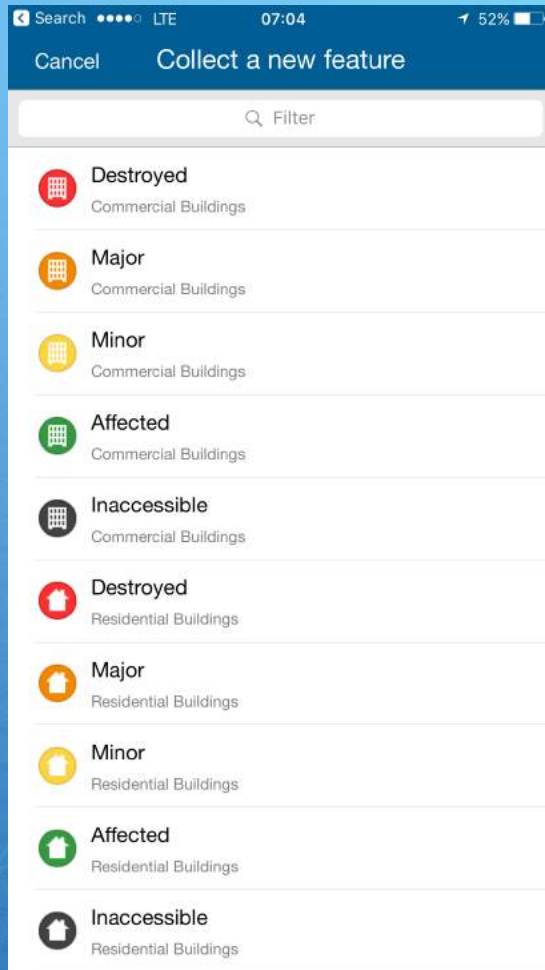 Search LTE 07:04 52%
Cancel Collect a new feature
Filter
Destroyed
Commercial Buildings
Major
Commercial Buildings
Minor
Commercial Buildings
Affected
Commercial Buildings
Inaccessible
Commercial Buildings
Destroyed
Residential Buildings
Major
Residential Buildings
Minor
Residential Buildings
Affected
Residential Buildings
Inaccessible
Residential Buildings